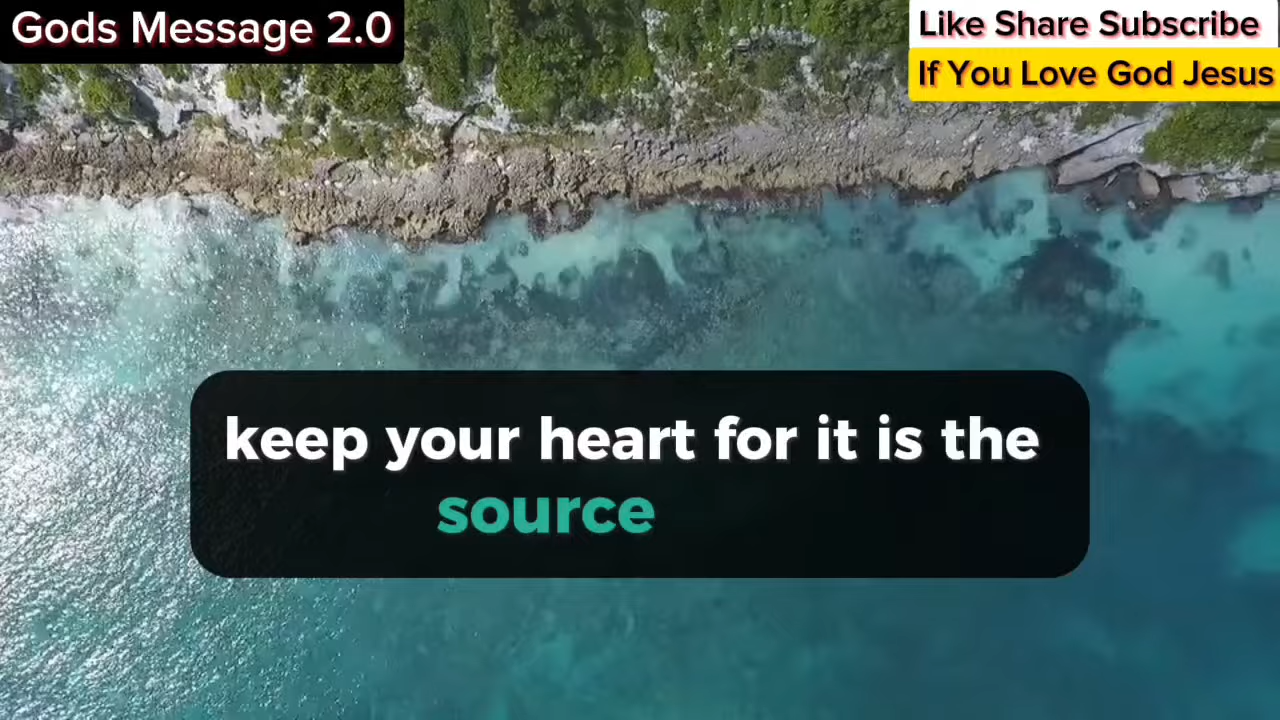 Gods Message 2.0
Like Share Subscribe
If You Love God Jesus
keep your heart for it is the
source